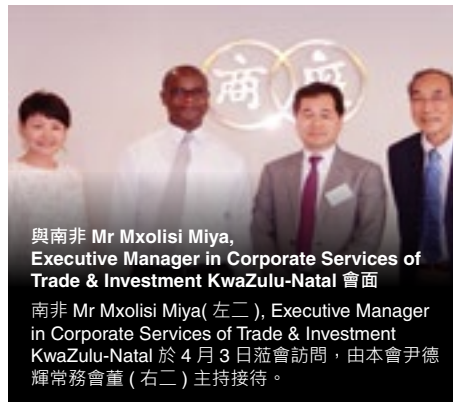 商 廠
與南非 Mr Mxolisi Miya,
Executive Manager in Corporate Services of
Trade & Investment KwaZulu-Natal 會面
南非 Mr Mxolisi Miya( 左二 ), Executive Manager
in Corporate Services of Trade & Investment
KwaZulu-Natal 於 4 月 3 日蒞會訪問，由本會尹德
輝常務會董 ( 右二 ) 主持接待。